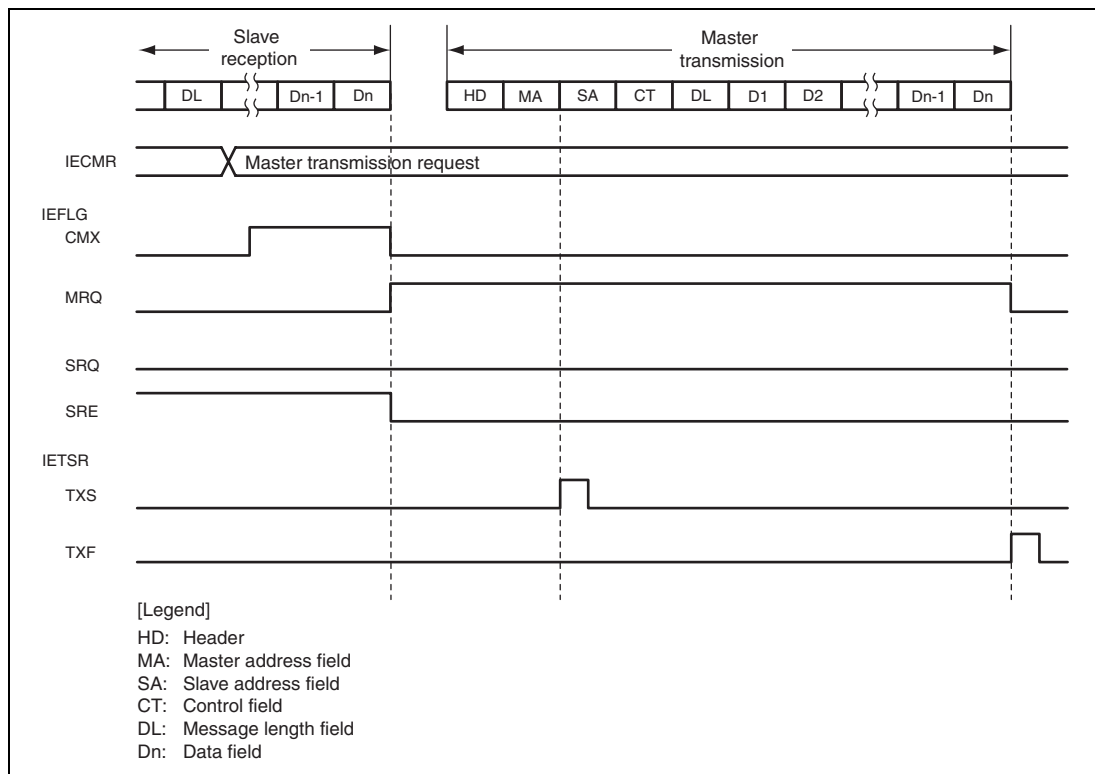 Slave
reception
Master
transmission
DL Dn-1 Dn HD MA SA CT DL D1 D2 Dn-1 Dn
IECMR Master transmission request
IEFLG
CMX
MRQ
SRQ
SRE
IETSR
TXS
TXF
[Legend]
HD: Header
MA: Master address field
SA: Slave address field
CT: Control field
DL: Message length field
Dn: Data field